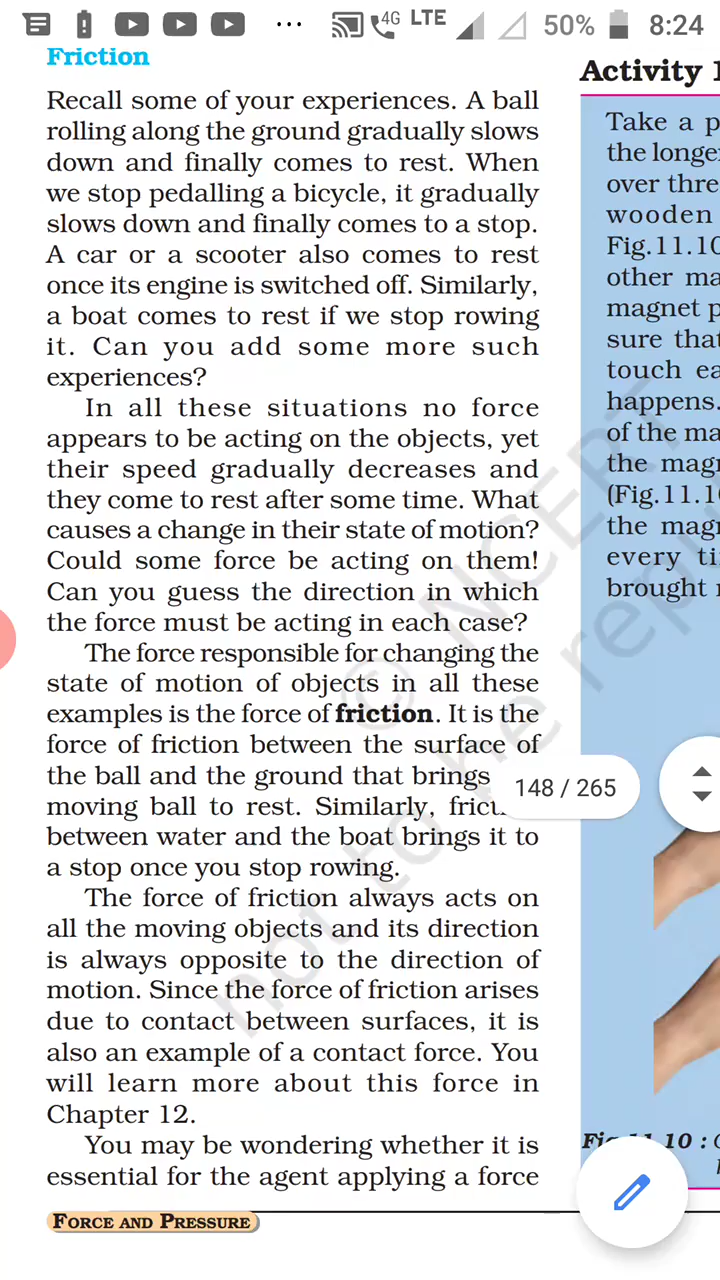 4G LTE 50% 8:24
Friction
Recall some of your experiences. A ball
rolling along the ground gradually slows
down and finally comes to rest. When
we stop pedalling a bicycle, it gradually
slows down and finally comes to a stop.
A car or a scooter also comes to rest
once its engine is switched off. Similarly,
a boat comes to rest if we stop rowing
it. Can you add some more such
experiences?
In all these situations no force
appears to be acting on the objects, yet
their speed gradually decreases and
they come to rest after some time. What
causes a change in their state of motion?
Could some force be acting on them!
Can you guess the direction in which
the force must be acting in each case?
The force responsible for changing the
state of motion of objects in all these
examples is the force of friction. It is the
force of friction between the surface of
the ball and the ground that brings
moving ball to rest. Similarly,
between water and the boat brings it to
a stop once you stop rowing.
The force of friction always acts on
all the moving objects and its direction
is always opposite to the direction of
motion. Since the force of friction arises
due to contact between surfaces, it is
also an example of a contact force. You
will learn more about this force in
Chapter 12.
You may be wondering whether it is
essential for the agent applying a force
FORCE AND PRESSURE
Activity 1
Take a p
the longe
over thre
wooden
Fig.11.10
other ma
magnet p
sure that
touch ea
happens.
of the ma
the magn
(Fig.11.10
the magn
every ti
brought
148 / 265
11.10 :
© NCERT
not to be repu